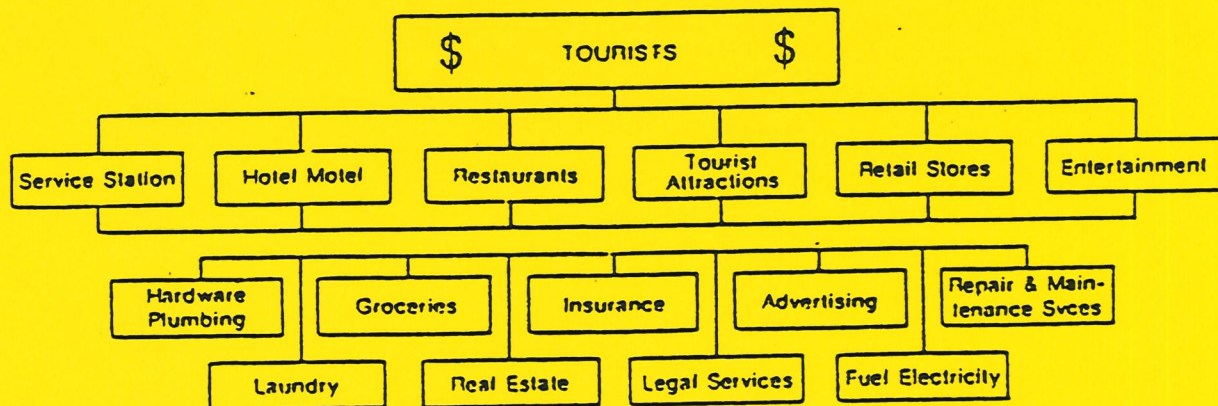 $ TOURISTS $
Service Station
Hotel Motel
Restaurants
Tourist
Attractions
Retail Stores
Entertainment
Hardware
Plumbing
Groceries
Insurance
Advertising
Repair & Main-
tenance Svces
Laundry
Real Estate
Legal Services
Fuel Electricity